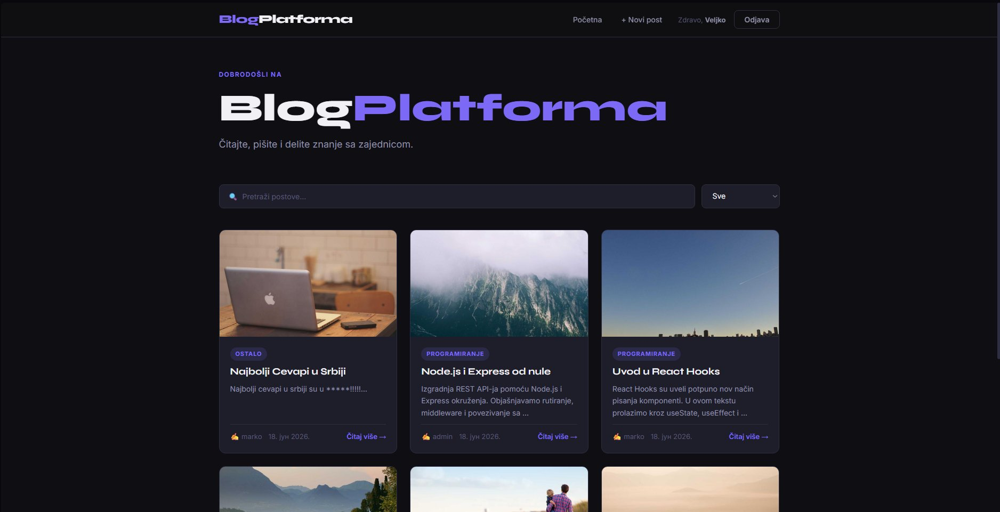 BlogPlatforma
Početna
+ Novi post
Zdravo, Veljko
Odjava
DOBRODOŠLI NA
BlogPlatforma
Čitajte, pišite i delite znanje sa zajednicom.
Pretraži postove...
Sve
OSTALO
Najbolji Cevapi u Srbiji
Najbolji cevapi u srbiji su u *****!!!!!...
marko 18. јун 2026.
Čitaj više →
PROGRAMIRANJE
Node.js i Express od nule
Izgradnja REST API-ja pomoću Node.js i
Express okruženja. Objašnjavamo rutiranje,
middleware i povezivanje sa ...
admin 18. јун 2026.
Čitaj više →
PROGRAMIRANJE
Uvod u React Hooks
React Hooks su uveli potpuno nov način
pisanja komponenti. U ovom tekstu
prolazimo kroz useState, useEffect i ...
marko 18. јун 2026.
Čitaj više →